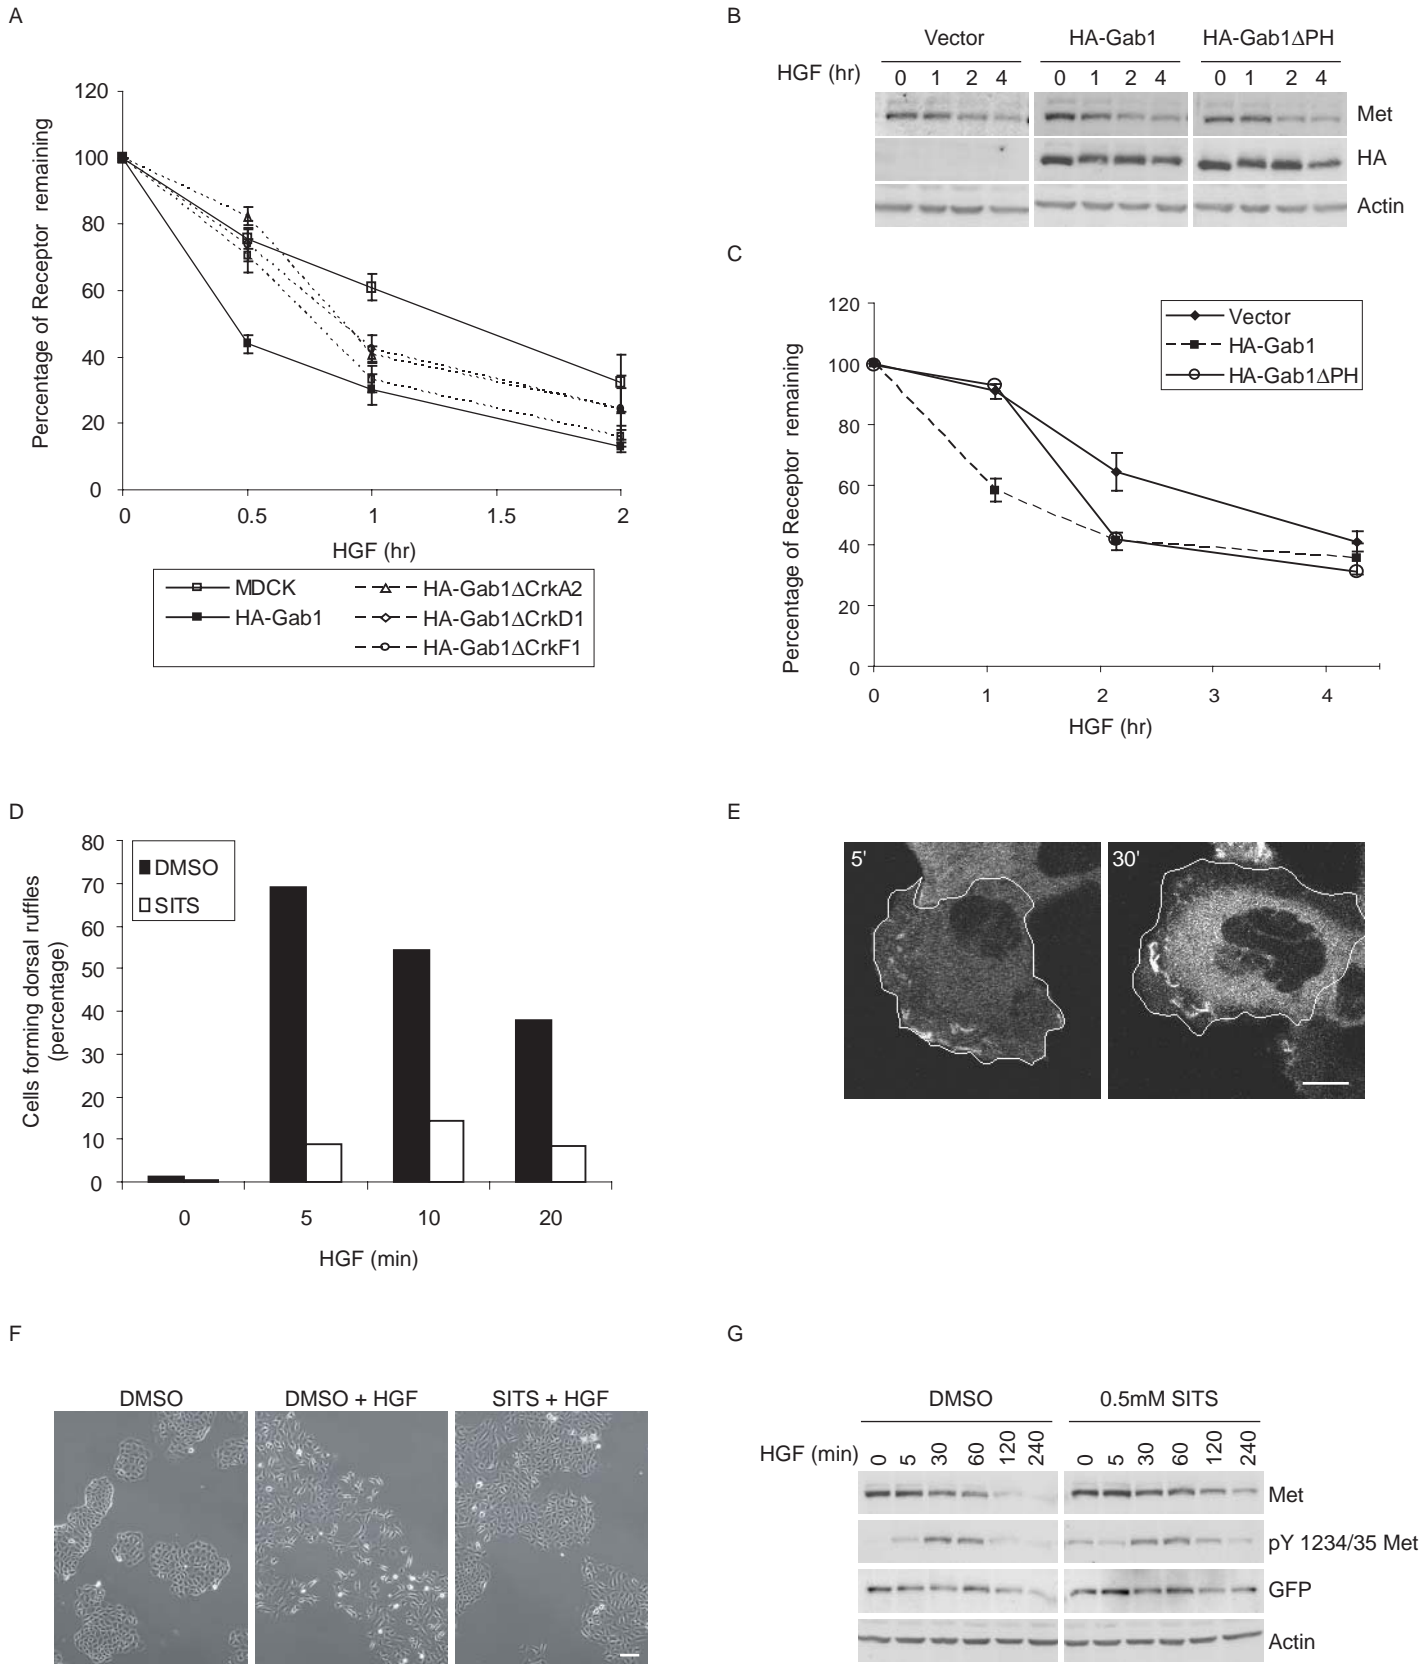 A
120
100
80
60
40
20
0
Percentage of Receptor remaining
0 0.5 1 1.5 2
HGF (hr)
MDCK
HA-Gab1
HA-Gab1ΔCrkA2
HA-Gab1ΔCrkD1
HA-Gab1ΔCrkF1
B
Vector HA-Gab1 HA-Gab1ΔPH
HGF (hr) 0 1 2 4 0 1 2 4 0 1 2 4
Met
HA
Actin
C
120
100
80
60
40
20
0
Percentage of Receptor remaining
Vector
HA-Gab1
HA-Gab1ΔPH
0 1 2 3 4
HGF (hr)
D
80
70
60
50
40
30
20
10
0
Cells forming dorsal ruffles
(percentage)
DMSO
SITS
0 5 10 20
HGF (min)
E
5' 30'
F
DMSO DMSO + HGF SITS + HGF
G
DMSO 0.5mM SITS
HGF (min) 0 5 30 60 120 240 0 5 30 60 120 240
Met
pY 1234/35 Met
GFP
Actin